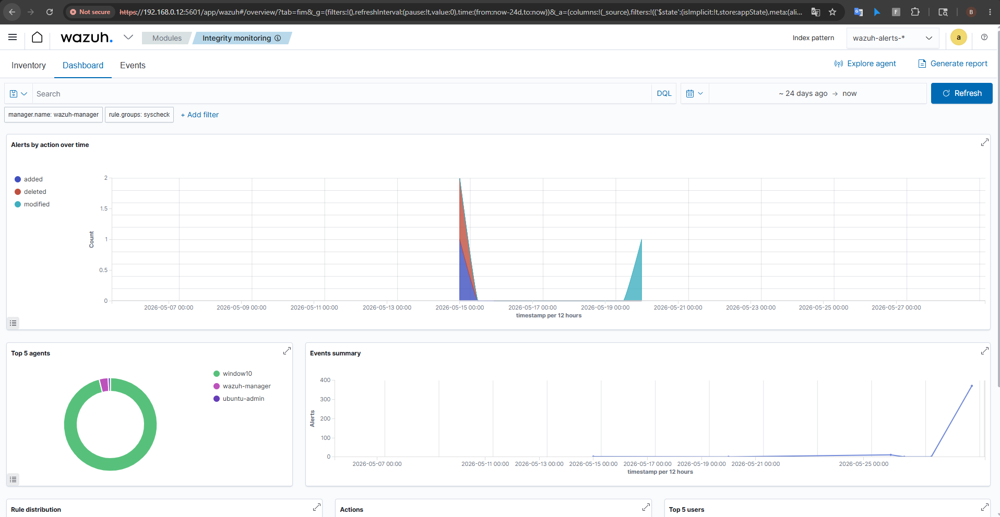 Not secure https://192.168.0.12:5601/app/wazuh#/overview/?tab=fim&_g=(filters:!(),refreshInterval:(pause:!t,value:0),time:(from:now-24d,to:now))&_a=(columns:!(_source),filters:!(('$state':(isImplicit:!t,store:appState),meta:(ali... F B
wazuh. Modules Integrity monitoring Index pattern wazuh-alerts-* a
Inventory Dashboard Events Explore agent Generate report
Search DQL ~ 24 days ago → now Refresh
manager.name: wazuh-manager rule.groups: syscheck + Add filter
Alerts by action over time
added
deleted
modified
2
1.5
1
0.5
0
Count
2026-05-07 00:00 2026-05-09 00:00 2026-05-11 00:00 2026-05-13 00:00 2026-05-15 00:00 2026-05-17 00:00 2026-05-19 00:00 2026-05-21 00:00 2026-05-23 00:00 2026-05-25 00:00 2026-05-27 00:00
timestamp per 12 hours
Top 5 agents
window10
wazuh-manager
ubuntu-admin
Events summary
400
300
200
100
0
Alerts
2026-05-07 00:00 2026-05-11 00:00 2026-05-13 00:00 2026-05-15 00:00 2026-05-17 00:00 2026-05-19 00:00 2026-05-21 00:00 2026-05-25 00:00
timestamp per 12 hours
Rule distribution Actions Top 5 users